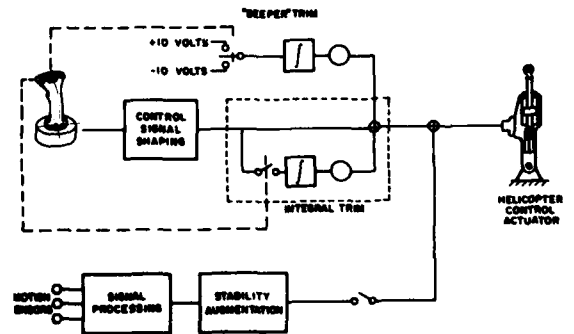 "BEEPER" TRIM
+10 VOLTS
-10 VOLTS
∫
CONTROL
SIGNAL
SHAPING
∫
INTEGRAL TRIM
HELICOPTER
CONTROL
ACTUATOR
MOTION
SENSORS
SIGNAL
PROCESSING
STABILITY
AUGMENTATION